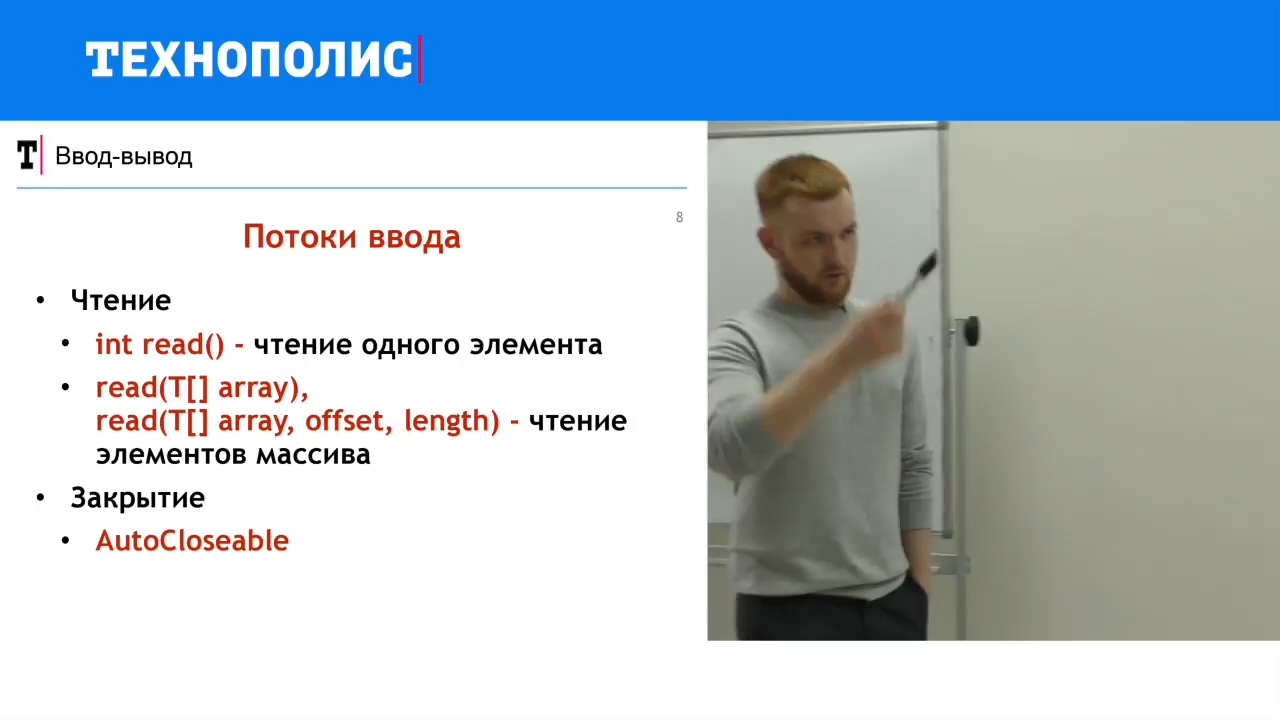 ТЕХНОПОЛИС
Т Ввод-вывод
8
Потоки ввода
• Чтение
• int read() - чтение одного элемента
• read(T[] array),
read(T[] array, offset, length) - чтение
элементов массива
• Закрытие
• AutoCloseable